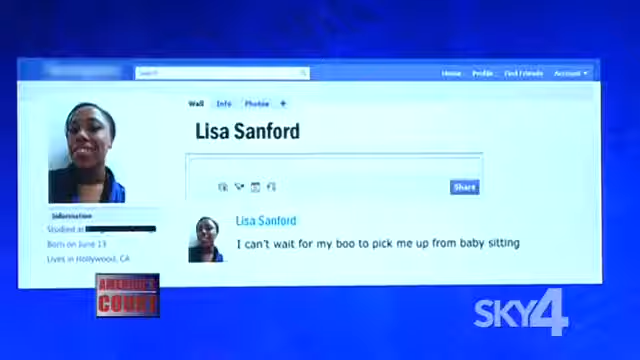 Search
Home Profile Find Friends Account
Wall Info Photos +
Lisa Sanford
Share
Information
Studied at
Born on June 13
Lives in Hollywood, CA
Lisa Sanford
I can't wait for my boo to pick me up from baby sitting
AMERICA'S
COURT
SKY4